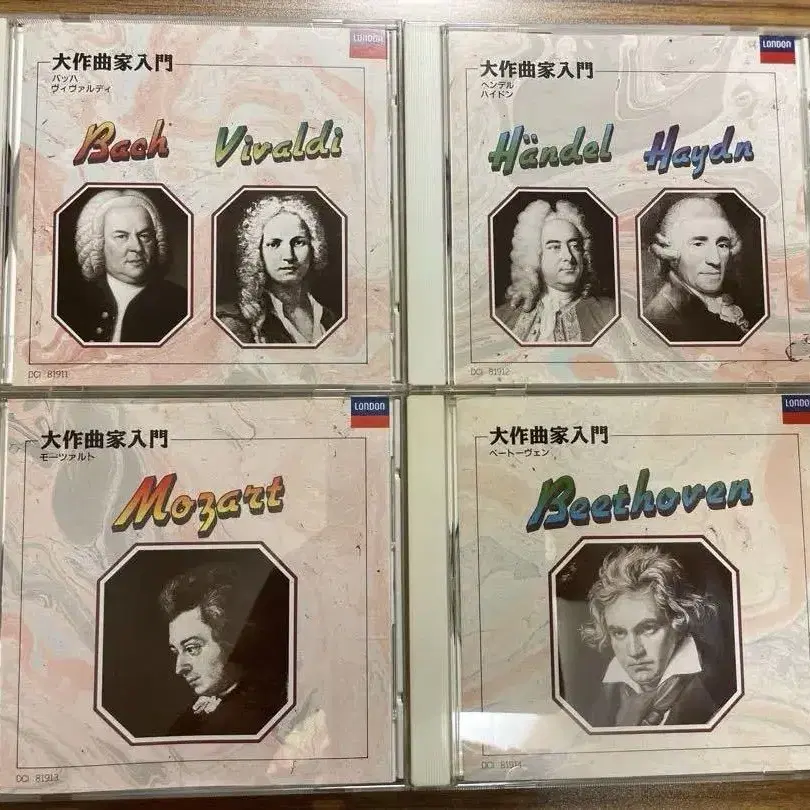 LONDON
大作曲家入門
バッハ
ヴィヴァルディ
Bach
Vivaldi
DCI 81911
LONDON
大作曲家入門
ヘンデル
ハイドン
Händel
Haydn
DCI 81912
LONDON
大作曲家入門
モーツァルト
Mozart
DCI 81913
LONDON
大作曲家入門
ベートーヴェン
Beethoven
DCI 81914